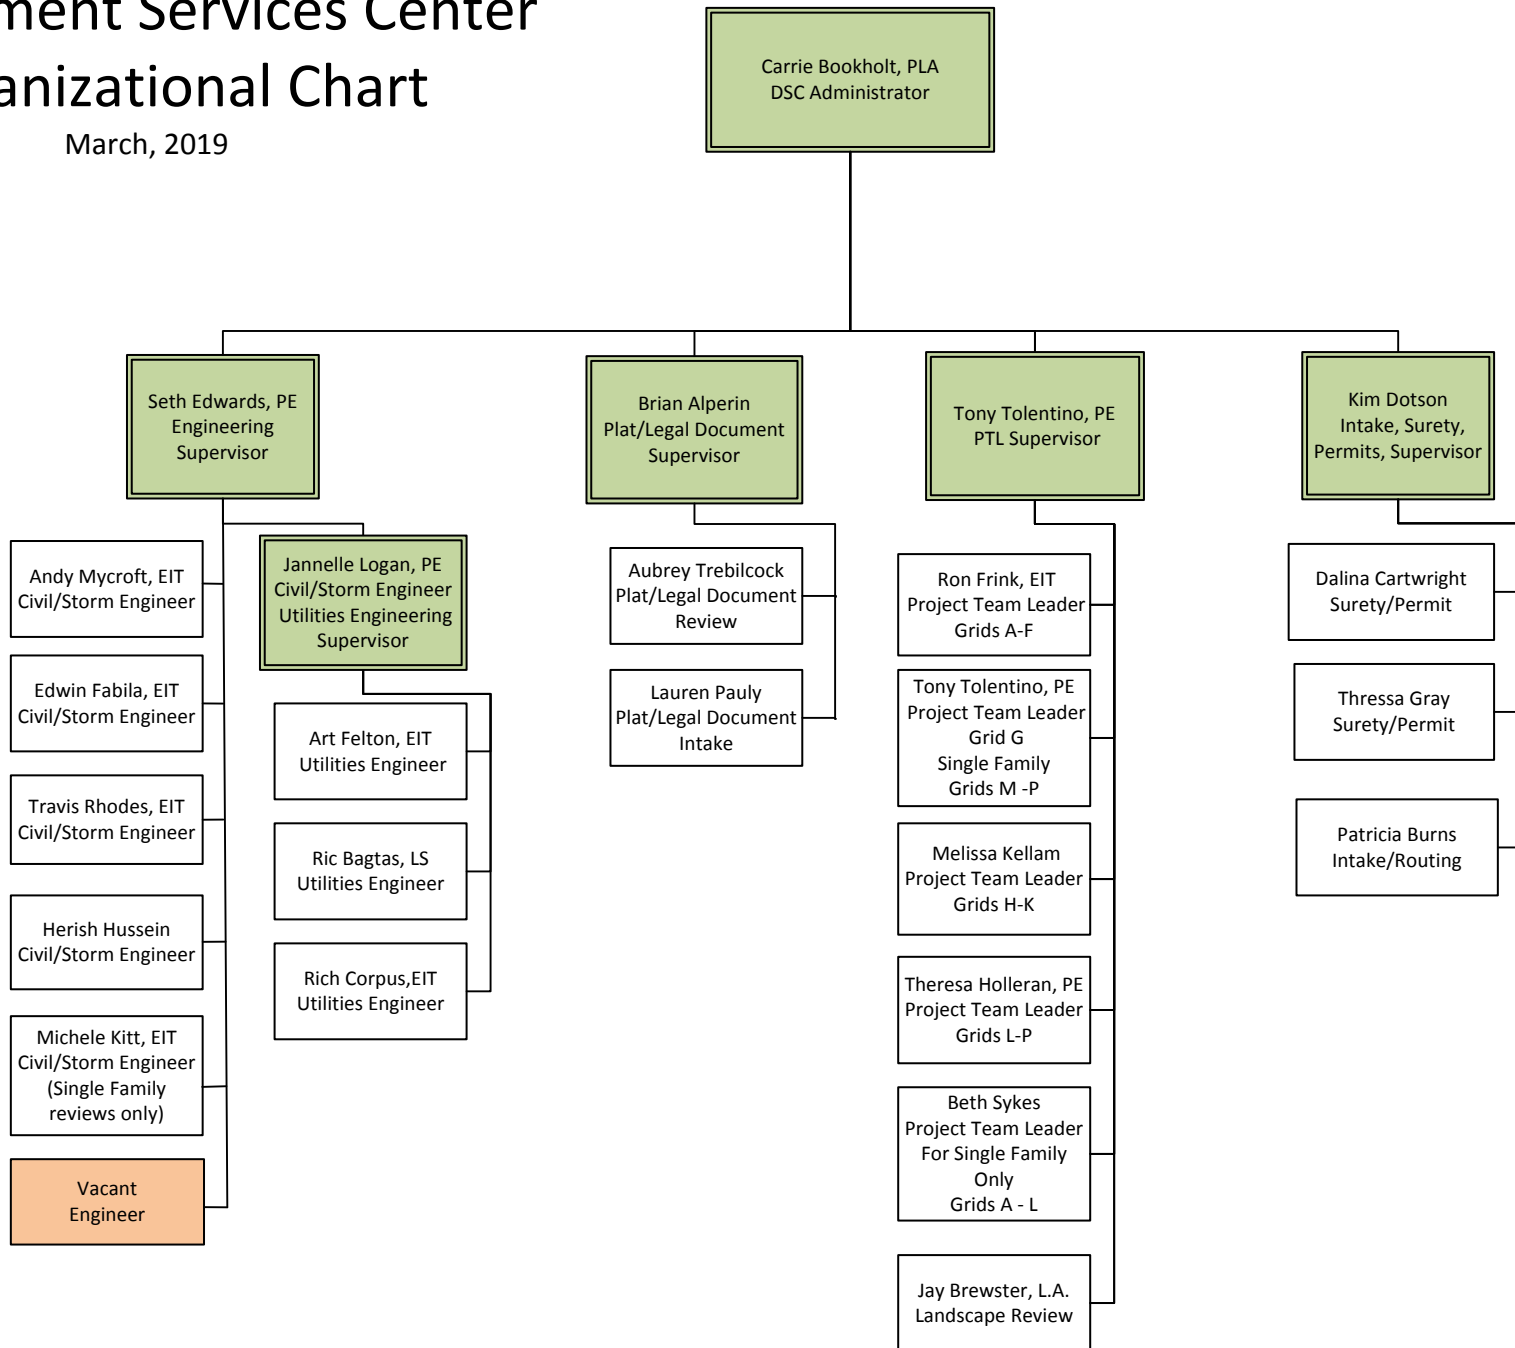 ment Services Center
anizational Chart
March, 2019
Carrie Bookholt, PLA
DSC Administrator
Seth Edwards, PE
Engineering
Supervisor
Brian Alperin
Plat/Legal Document
Supervisor
Tony Tolentino, PE
PTL Supervisor
Kim Dotson
Intake, Surety,
Permits, Supervisor
Andy Mycroft, EIT
Civil/Storm Engineer
Edwin Fabila, EIT
Civil/Storm Engineer
Travis Rhodes, EIT
Civil/Storm Engineer
Herish Hussein
Civil/Storm Engineer
Michele Kitt, EIT
Civil/Storm Engineer
(Single Family
reviews only)
Vacant
Engineer
Jannelle Logan, PE
Civil/Storm Engineer
Utilities Engineering
Supervisor
Art Felton, EIT
Utilities Engineer
Ric Bagtas, LS
Utilities Engineer
Rich Corpus,EIT
Utilities Engineer
Aubrey Trebilcock
Plat/Legal Document
Review
Lauren Pauly
Plat/Legal Document
Intake
Ron Frink, EIT
Project Team Leader
Grids A-F
Tony Tolentino, PE
Project Team Leader
Grid G
Single Family
Grids M -P
Melissa Kellam
Project Team Leader
Grids H-K
Theresa Holleran, PE
Project Team Leader
Grids L-P
Beth Sykes
Project Team Leader
For Single Family
Only
Grids A - L
Jay Brewster, L.A.
Landscape Review
Dalina Cartwright
Surety/Permit
Thressa Gray
Surety/Permit
Patricia Burns
Intake/Routing